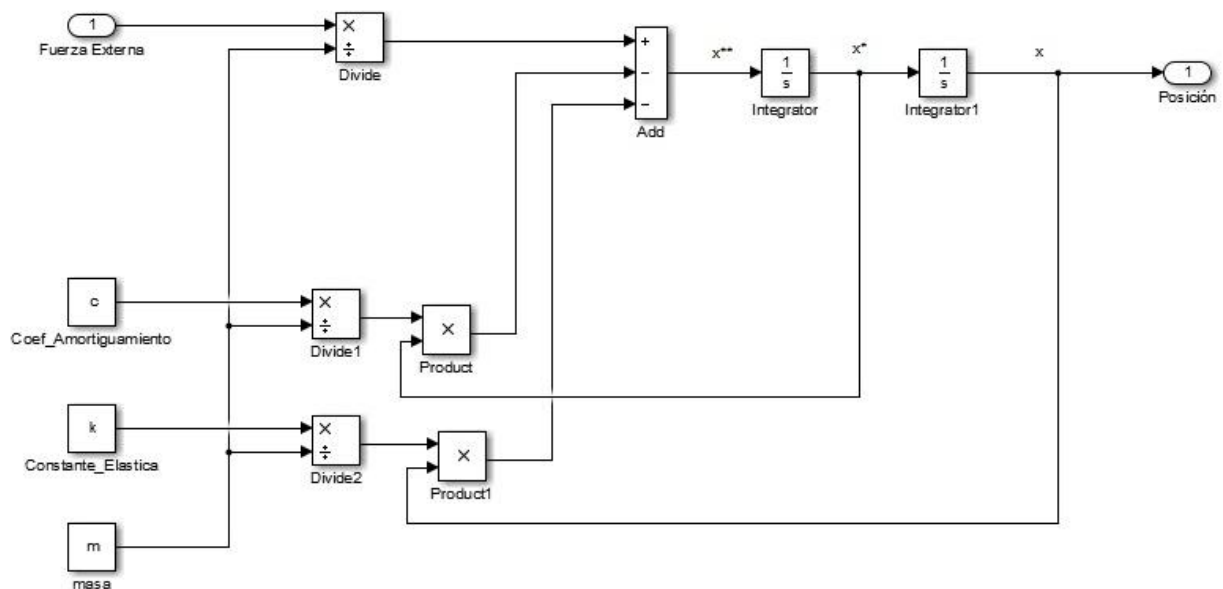 1
Fuerza Externa
×
÷
Divide
+
−
−
Add
x**
1
s
Integrator
x*
1
s
Integrator1
x
1
Posición
c
Coef_Amortiguamiento
×
÷
Divide1
×
Product
k
Constante_Elastica
×
÷
Divide2
×
Product1
m
masa